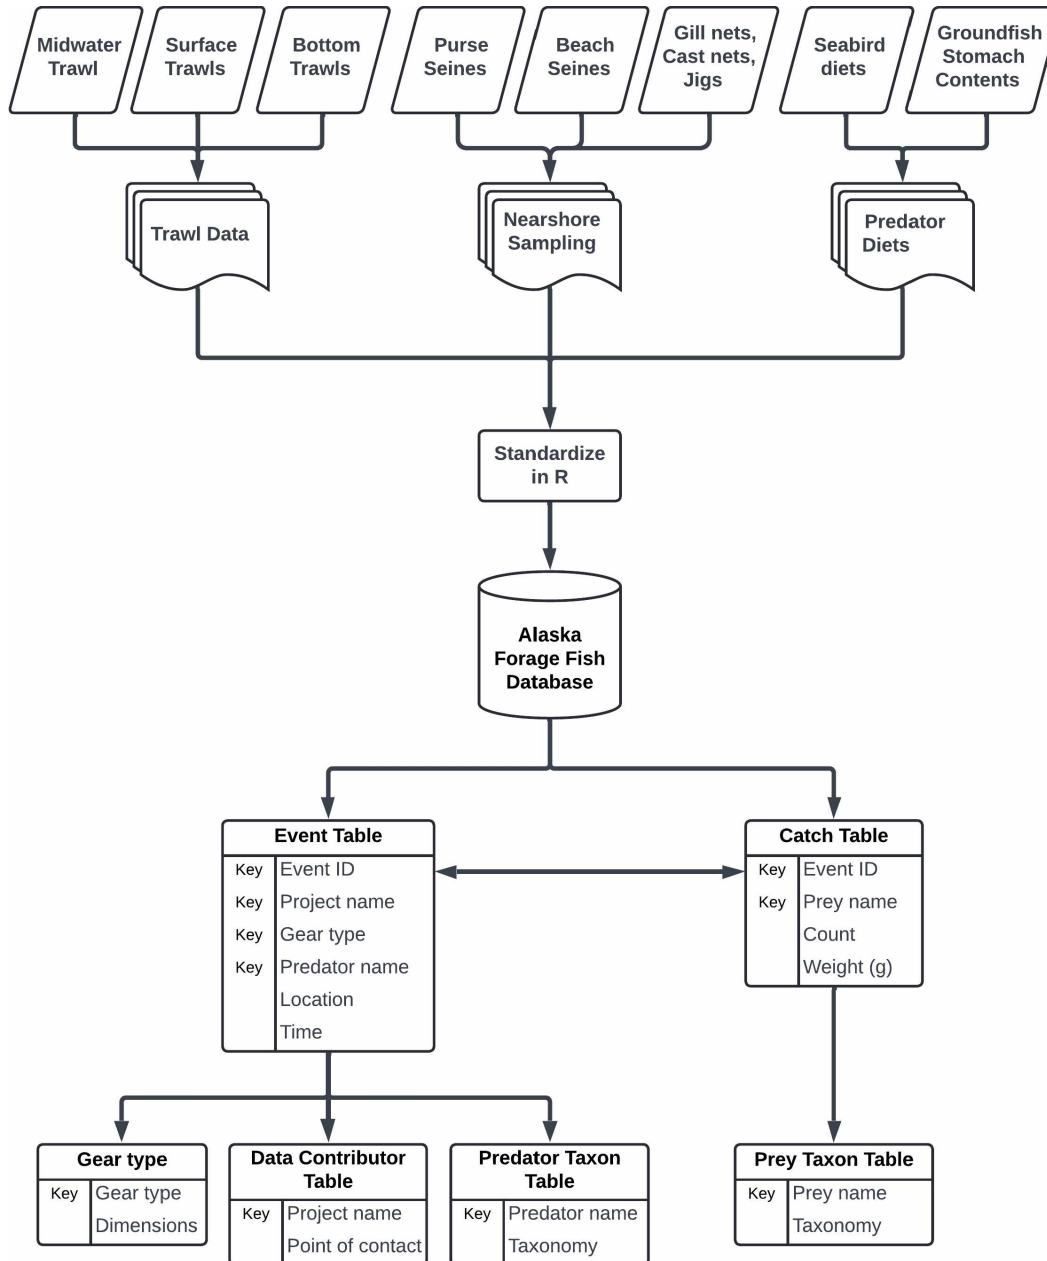 Midwater
Trawl
Surface
Trawls
Bottom
Trawls
Purse
Seines
Beach
Seines
Gill nets,
Cast nets,
Jigs
Seabird
diets
Groundfish
Stomach
Contents
Trawl Data
Nearshore
Sampling
Predator
Diets
Standardize
in R
Alaska
Forage Fish
Database
Event Table
Key Event ID
Key Project name
Key Gear type
Key Predator name
Location
Time
Catch Table
Key Event ID
Key Prey name
Count
Weight (g)
Gear type
Key Gear type
Dimensions
Data Contributor
Table
Key Project name
Point of contact
Predator Taxon
Table
Key Predator name
Taxonomy
Prey Taxon Table
Key Prey name
Taxonomy